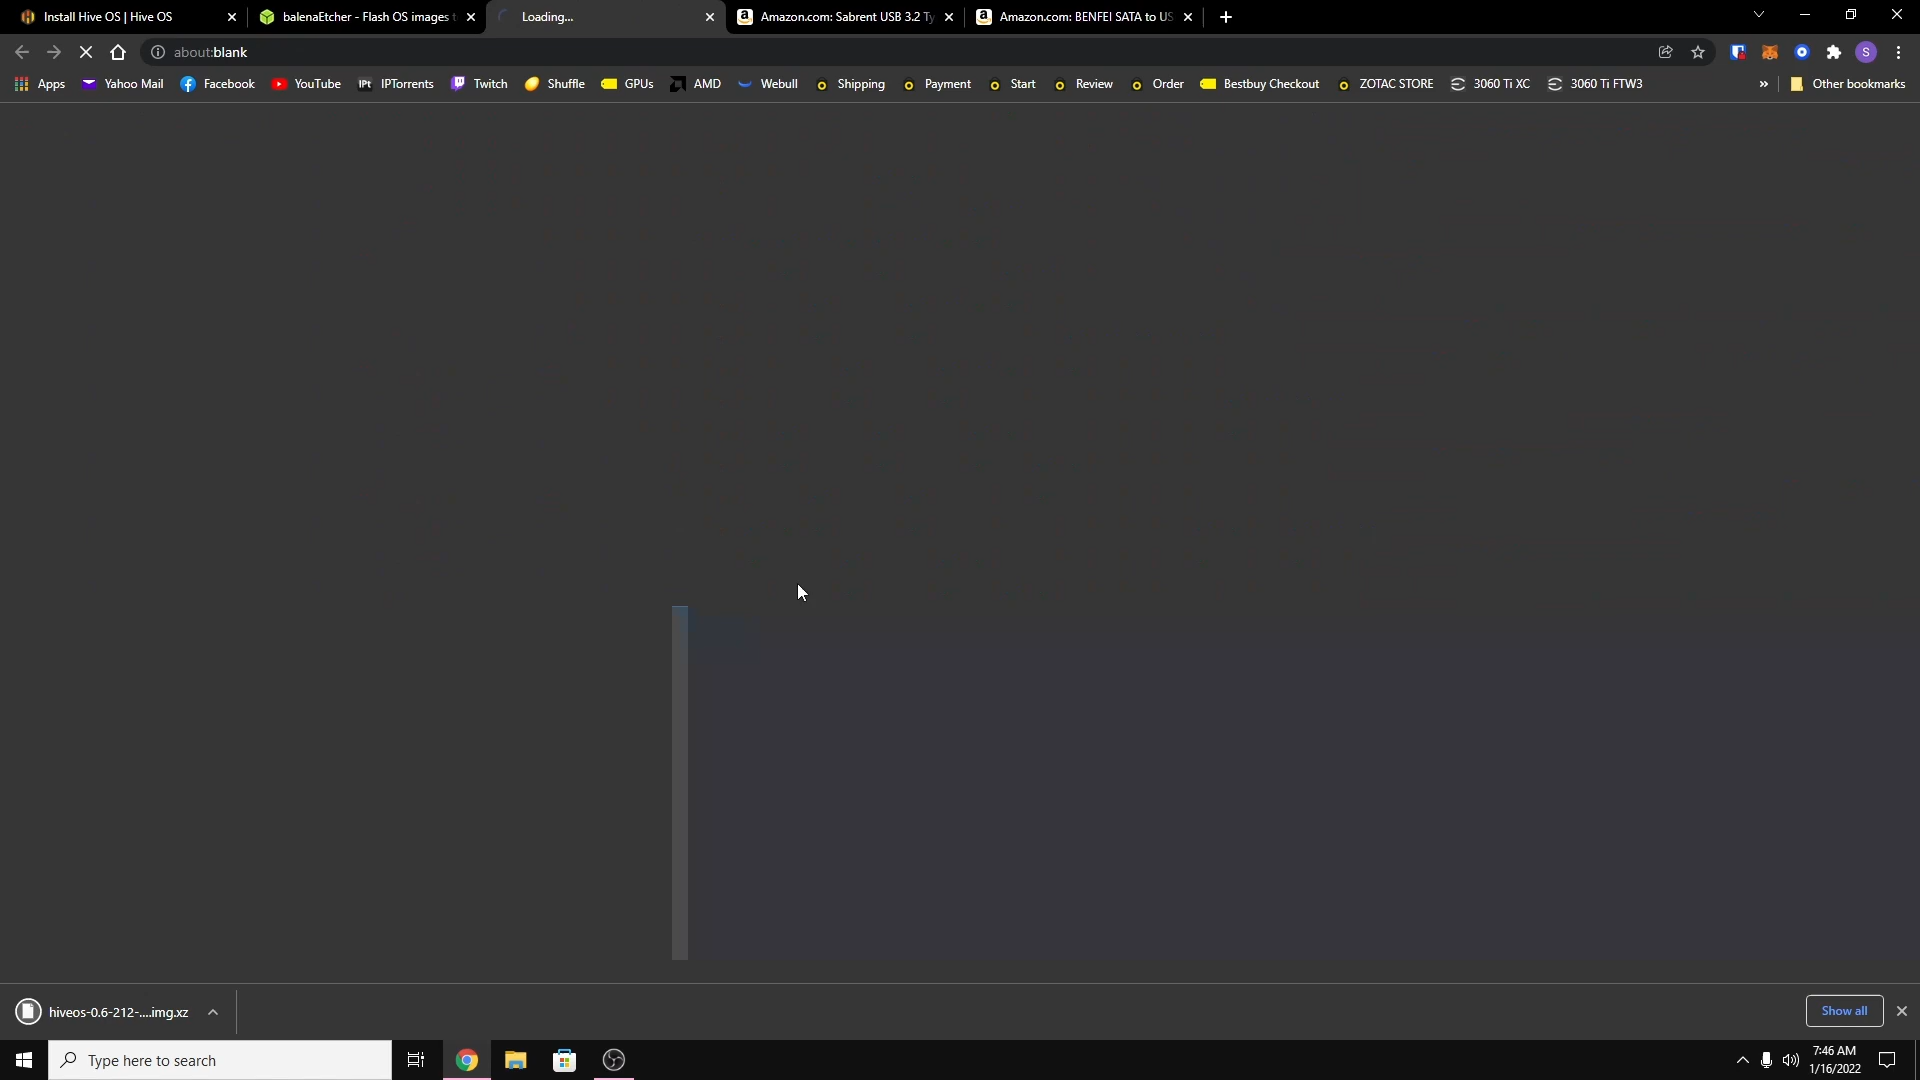 Install Hive OS | Hive OS
balenaEtcher - Flash OS images t
Loading...
Amazon.com: Sabrent USB 3.2 Ty
Amazon.com: BENFEI SATA to US
about:blank
S
Apps
Yahoo Mail
Facebook
YouTube
IPT IPTorrents
Twitch
Shuffle
GPUs
AMD
Webull
Shipping
Payment
Start
Review
Order
Bestbuy Checkout
ZOTAC STORE
3060 Ti XC
3060 Ti FTW3
»
Other bookmarks
hiveos-0.6-212-....img.xz
Show all
Type here to search
7:46 AM
1/16/2022